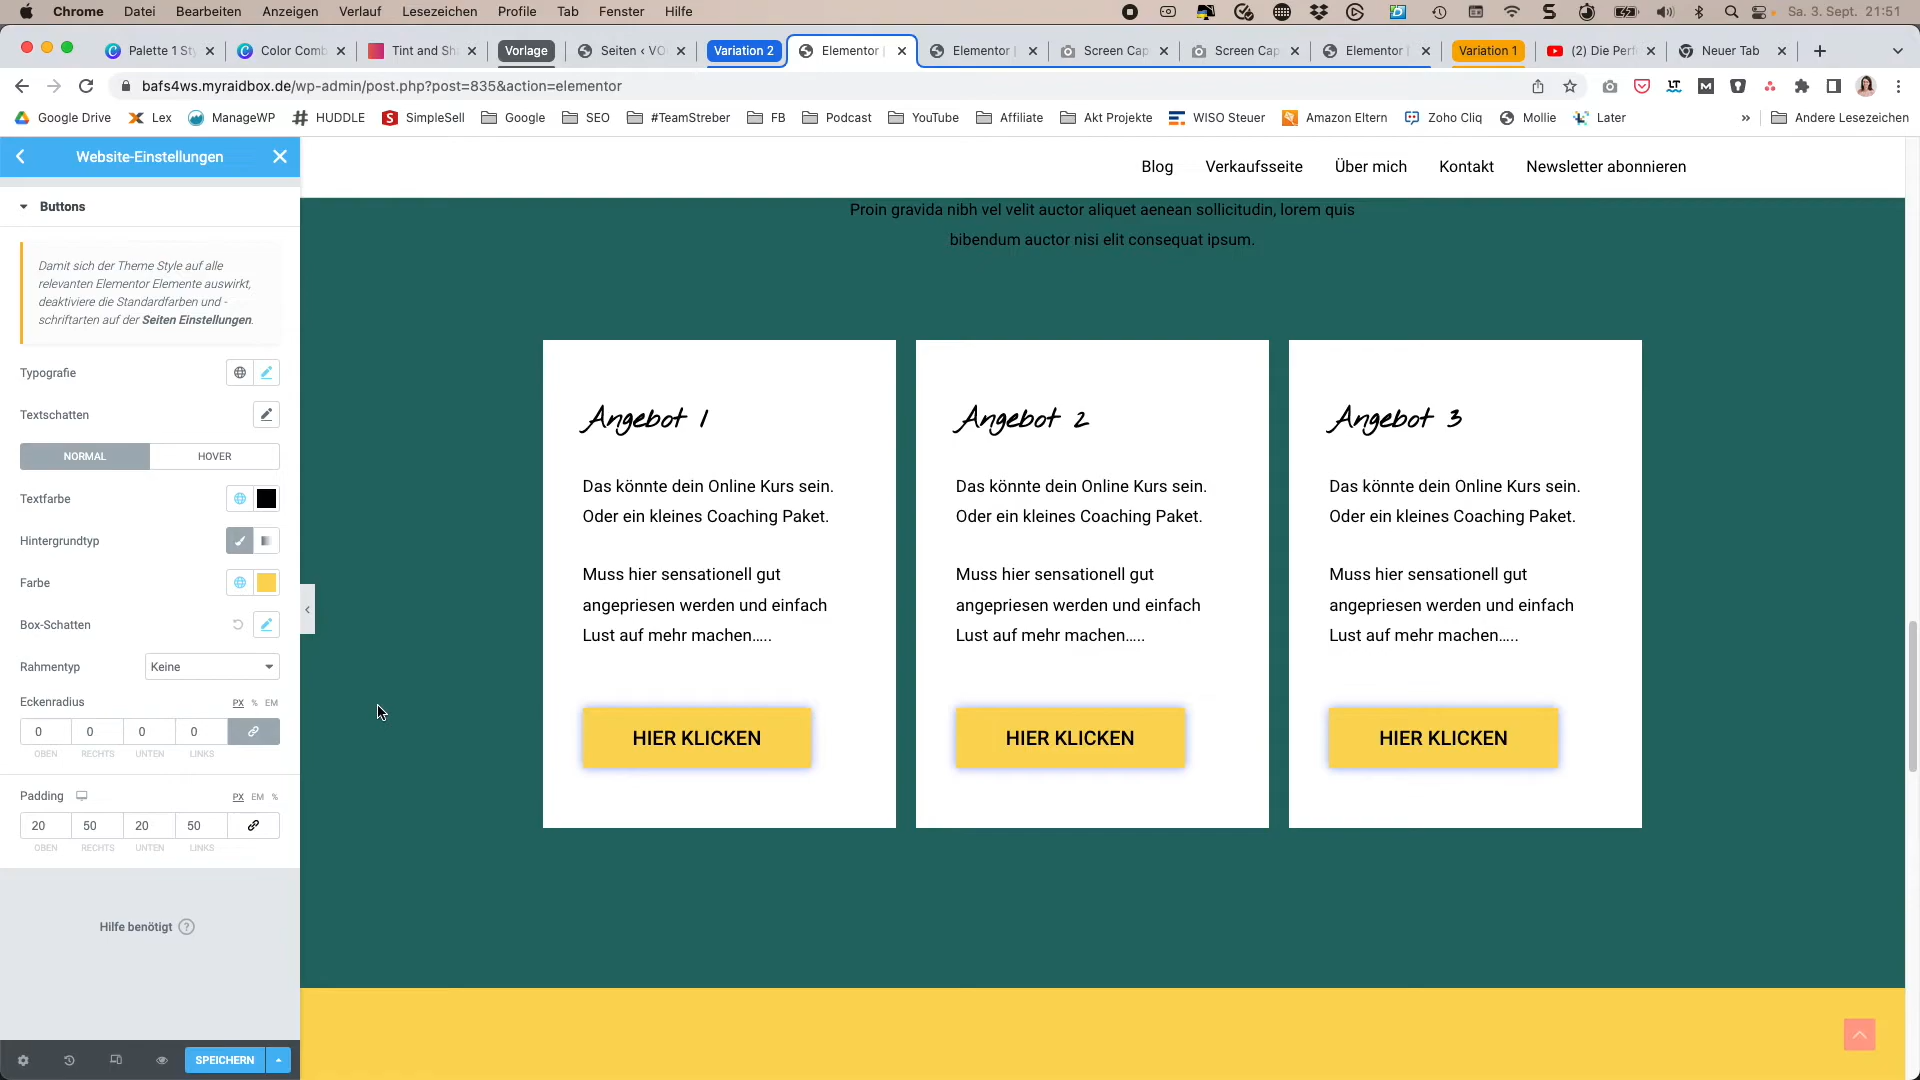 Chrome Datei Bearbeiten Anzeigen Verlauf Lesezeichen Profile Tab Fenster Hilfe Sa. 3. Sept. 21:51
Palette 1 Sty Color Comb Tint and Sh Vorlage Seiten ‹ VO Variation 2 Elementor | Elementor | Screen Cap Screen Cap Elementor | Variation 1 (2) Die Perf Neuer Tab
bafs4ws.myraidbox.de/wp-admin/post.php?post=835&action=elementor
Google Drive Lex ManageWP HUDDLE SimpleSell Google SEO #TeamStreber FB Podcast YouTube Affiliate Akt Projekte WISO Steuer Amazon Eltern Zoho Cliq Mollie Later » Andere Lesezeichen
Website-Einstellungen
Blog Verkaufsseite Über mich Kontakt Newsletter abonnieren
Buttons
Damit sich der Theme Style auf alle
relevanten Elementor Elemente auswirkt,
deaktiviere die Standardfarben und -
schriftarten auf der Seiten Einstellungen.
Typografie
Textschatten
NORMAL HOVER
Textfarbe
Hintergrundtyp
Farbe
Box-Schatten
Rahmentyp Keine
Eckenradius PX % EM
0 0 0 0
OBEN RECHTS UNTEN LINKS
Padding PX EM %
20 50 20 50
OBEN RECHTS UNTEN LINKS
Hilfe benötigt ?
SPEICHERN
Proin gravida nibh vel velit auctor aliquet aenean sollicitudin, lorem quis
bibendum auctor nisi elit consequat ipsum.
Angebot 1
Das könnte dein Online Kurs sein.
Oder ein kleines Coaching Paket.
Muss hier sensationell gut
angepriesen werden und einfach
Lust auf mehr machen…..
HIER KLICKEN
Angebot 2
Das könnte dein Online Kurs sein.
Oder ein kleines Coaching Paket.
Muss hier sensationell gut
angepriesen werden und einfach
Lust auf mehr machen…..
HIER KLICKEN
Angebot 3
Das könnte dein Online Kurs sein.
Oder ein kleines Coaching Paket.
Muss hier sensationell gut
angepriesen werden und einfach
Lust auf mehr machen…..
HIER KLICKEN